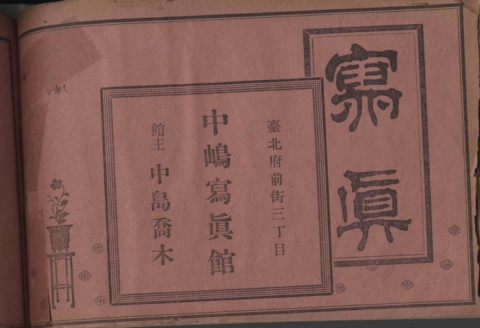 寫眞
臺北府前街三丁目
中嶋寫眞館
館主 中島喬木